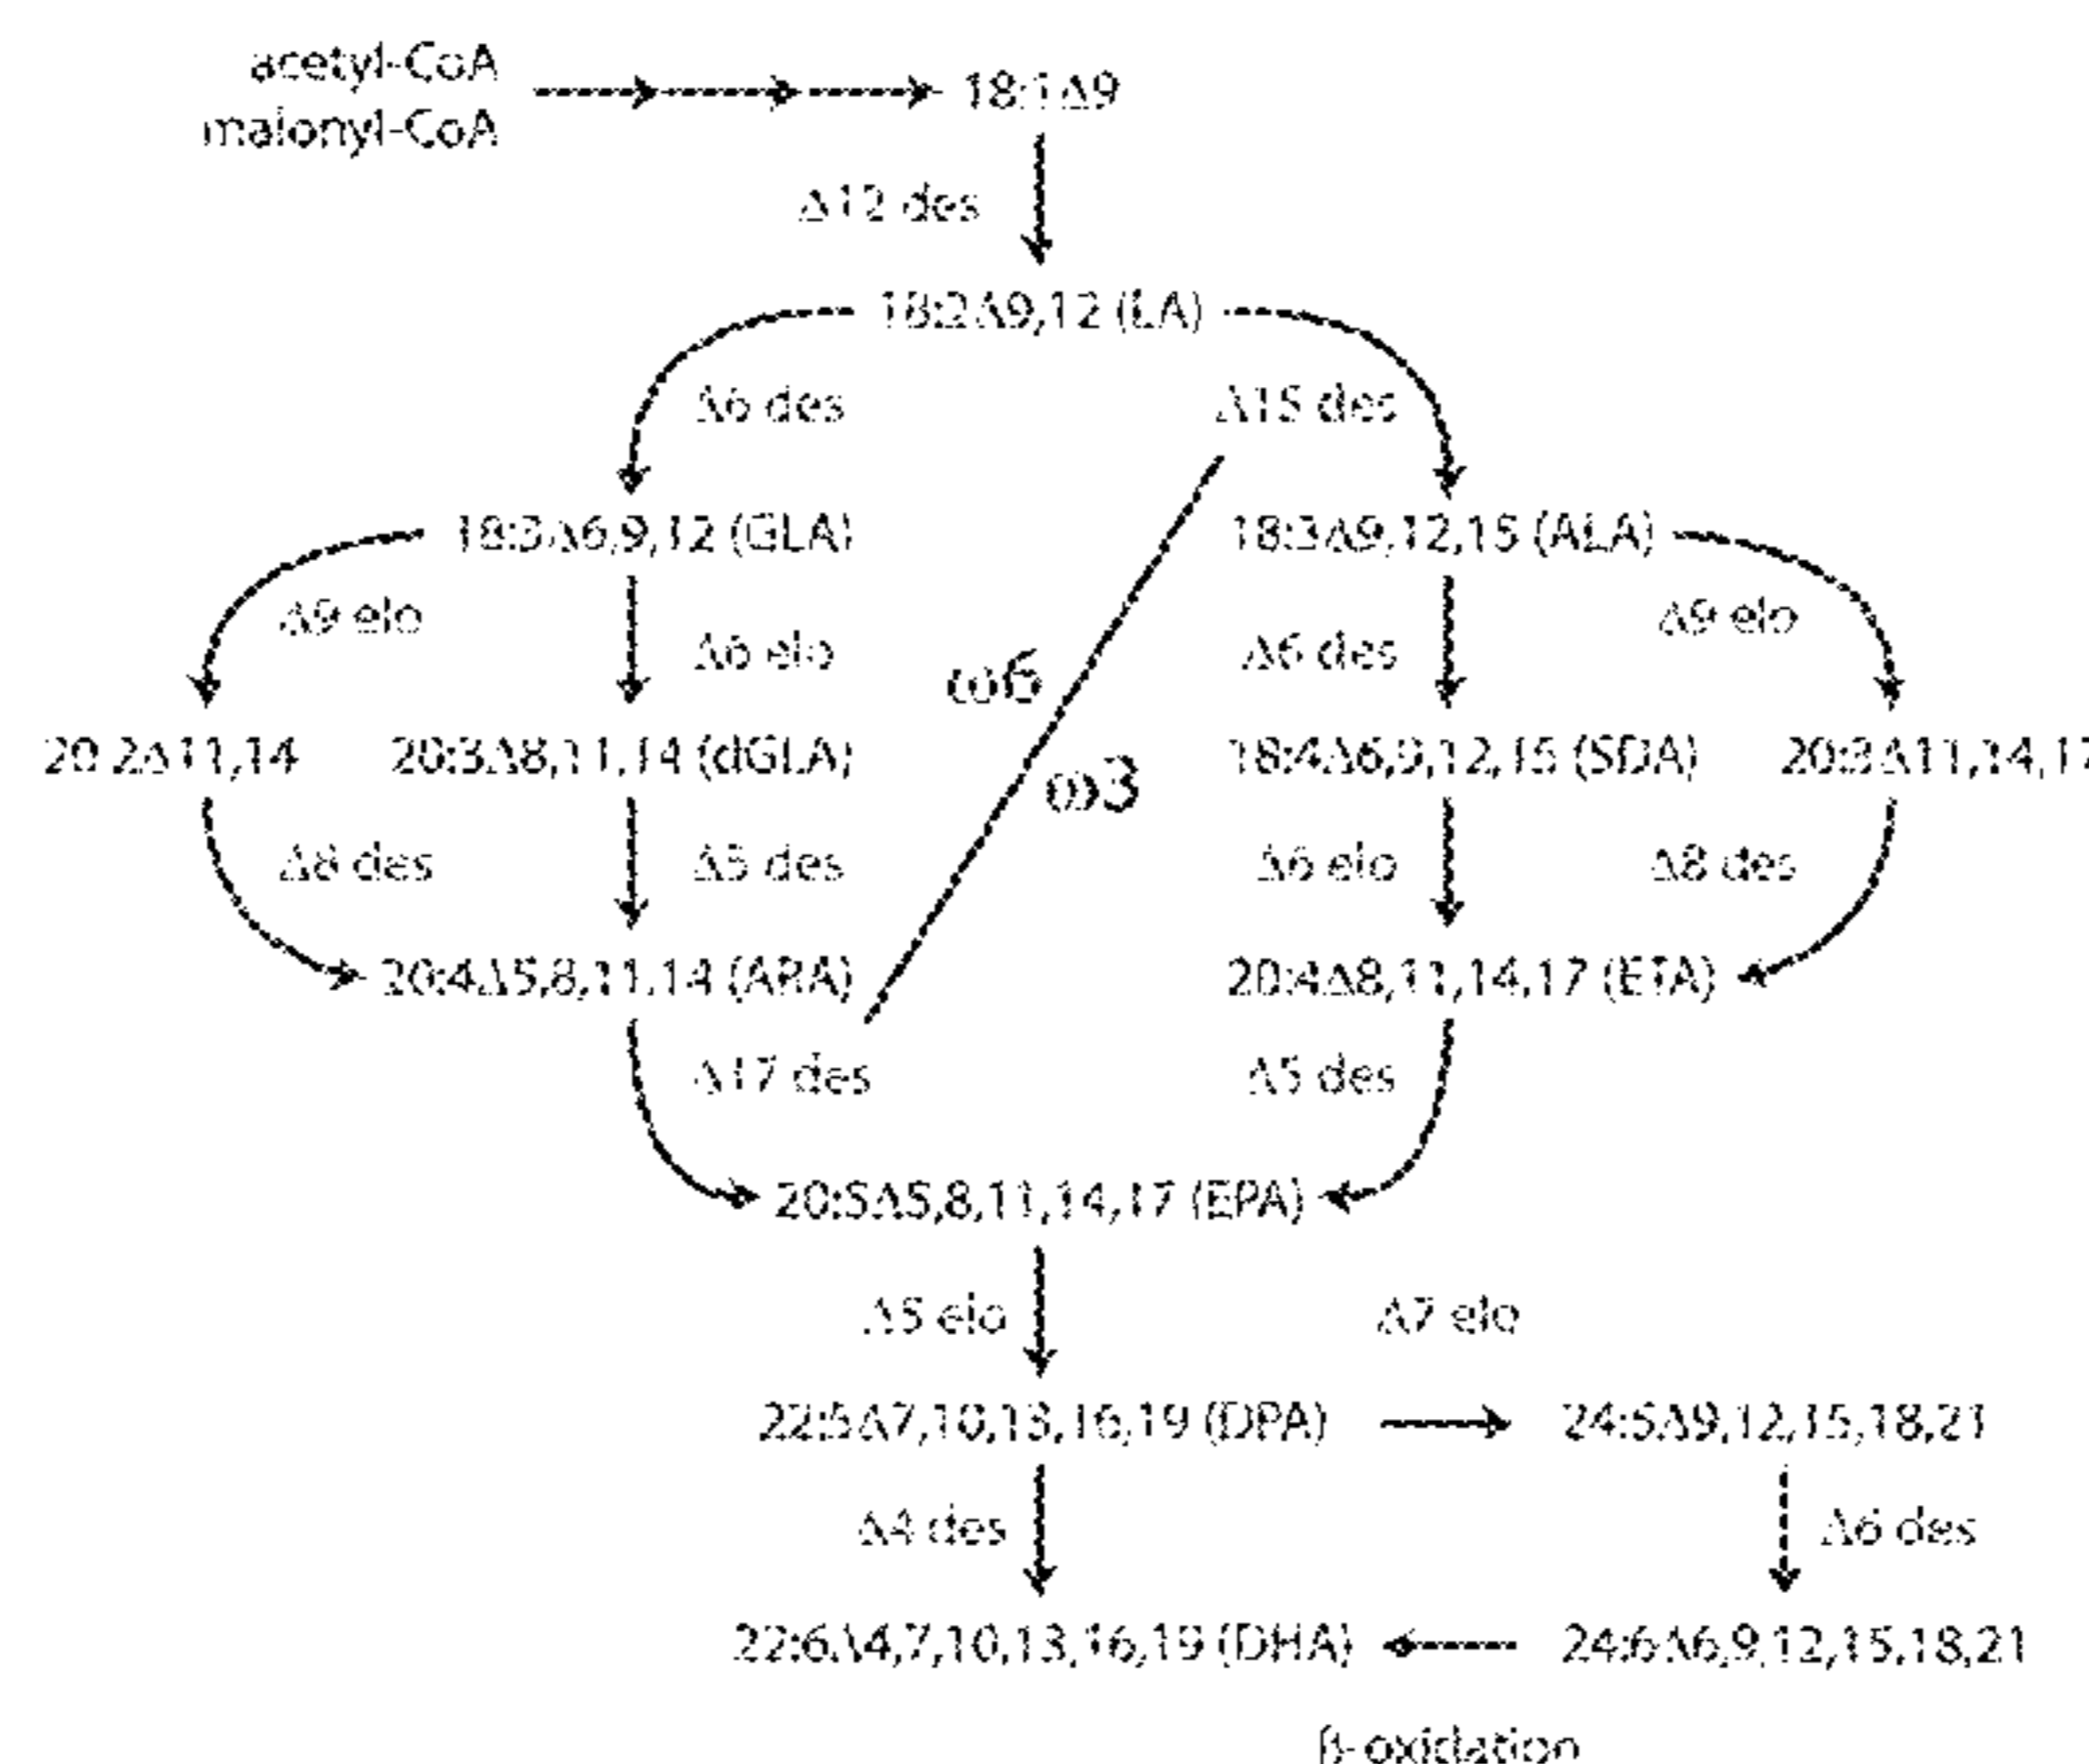 acetyl-CoA
malonyl-CoA
18:1Δ9
Δ12 des
18:2Δ9,12 (LA)
Δ6 des
Δ15 des
18:3Δ6,9,12 (GLA)
18:3Δ9,12,15 (ALA)
Δ9 elo
Δ6 elo
Δ6 des
Δ9 elo
ω6
20:2Δ11,14
20:3Δ8,11,14 (dGLA)
ω3
18:4Δ6,9,12,15 (SDA)
20:3Δ11,14,17
Δ8 des
Δ5 des
Δ6 elo
Δ8 des
20:4Δ5,8,11,14 (ARA)
20:4Δ8,11,14,17 (ETA)
Δ17 des
Δ5 des
20:5Δ5,8,11,14,17 (EPA)
Δ5 elo
Δ7 elo
22:5Δ7,10,13,16,19 (DPA)
24:5Δ9,12,15,18,21
Δ4 des
Δ6 des
22:6Δ4,7,10,13,16,19 (DHA)
24:6Δ6,9,12,15,18,21
β-oxidation